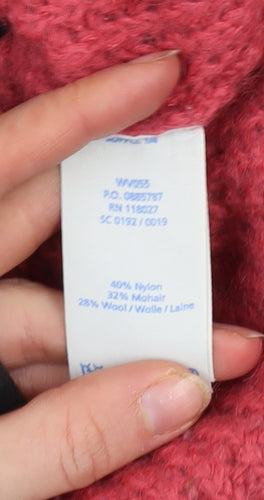 WV055
P.O. 0885787
RN 118027
SC 0192 / 0019
40% Nylon
32% Mohair
28% Wool / Wolle / Laine